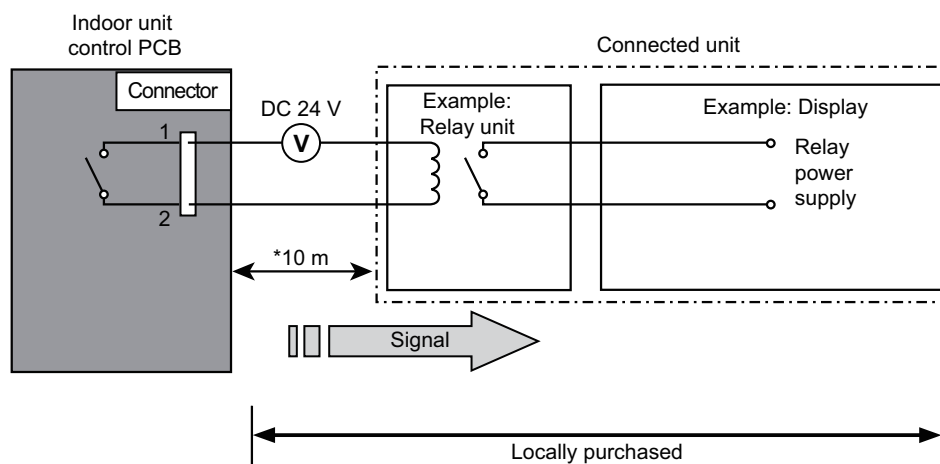 Indoor unit
control PCB
Connector
1
2
DC 24 V
V
*10 m
Connected unit
Example:
Relay unit
Example: Display
Relay
power
supply
Signal
Locally purchased